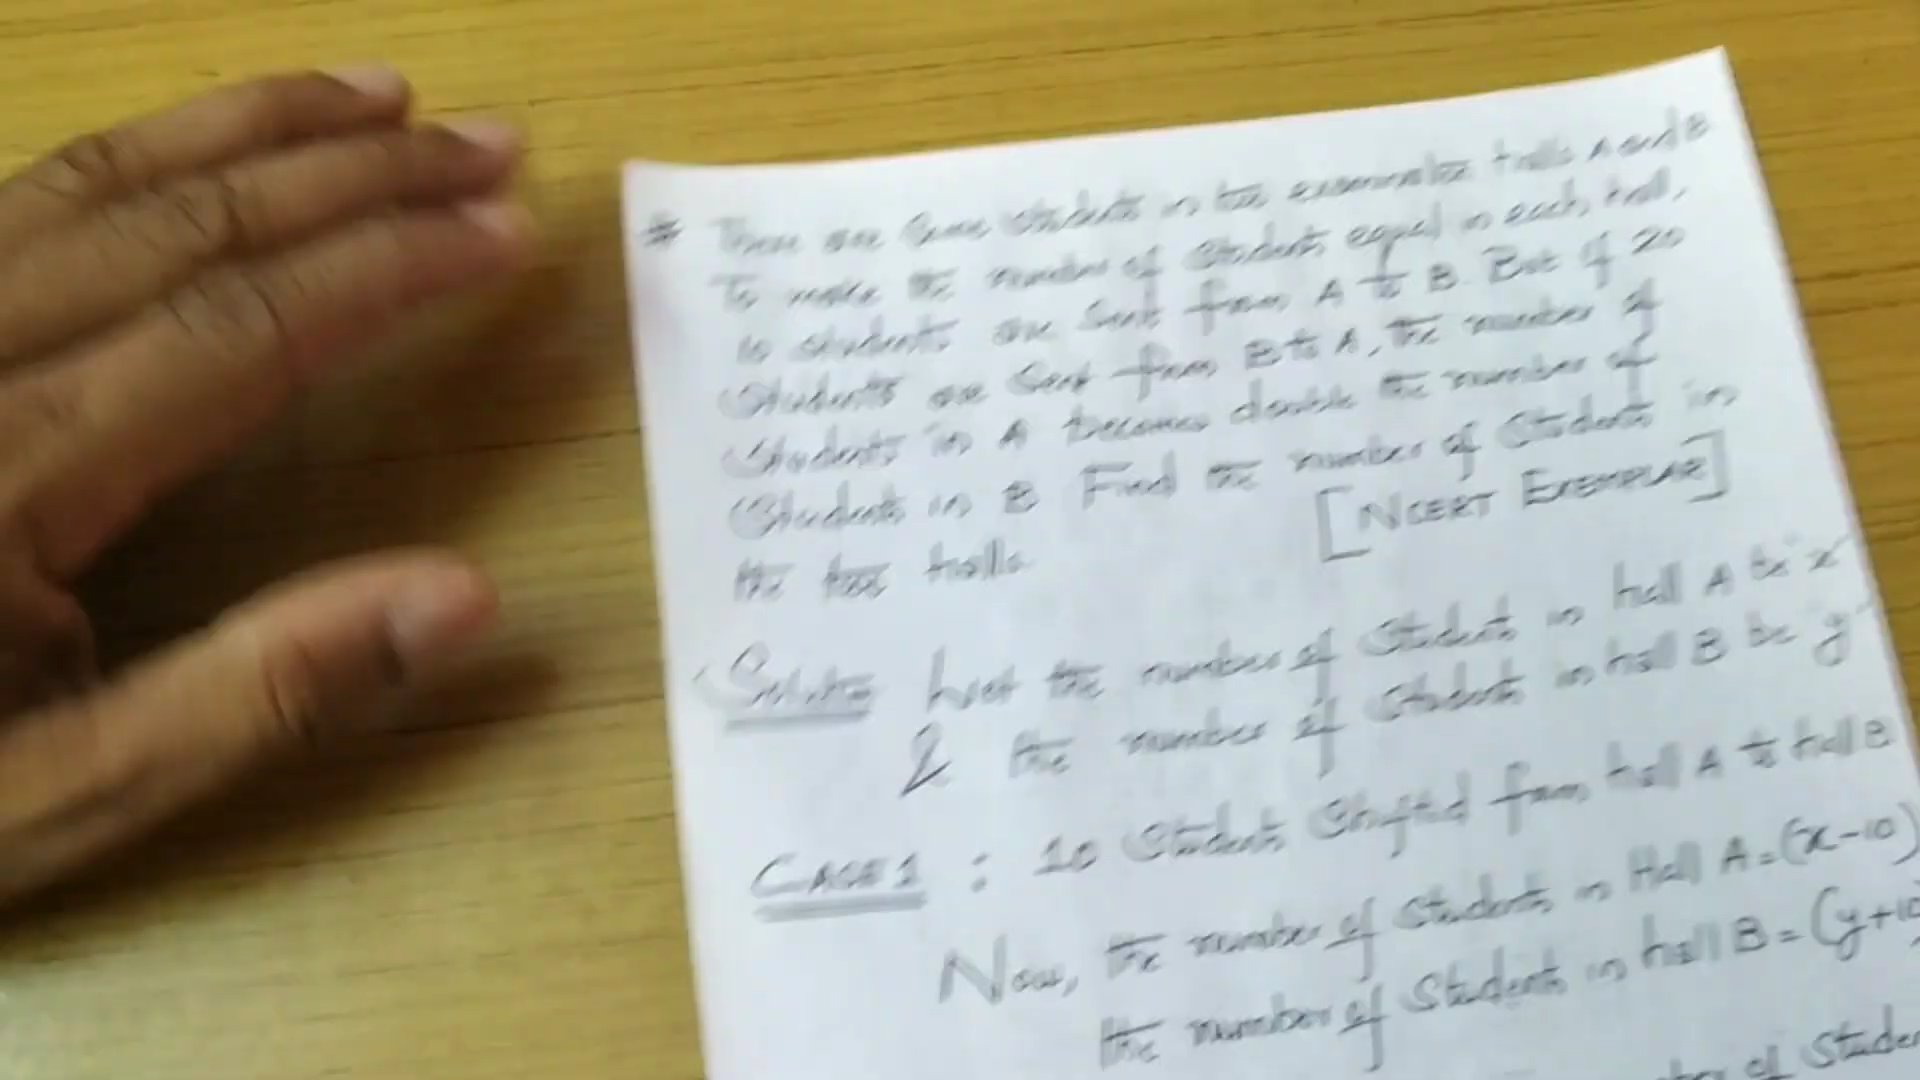 * There are some students in two examination halls A and B
To make the number of students equal in each hall,
10 students are sent from A to B. But if 20
students are sent from B to A, the number of
students in A becomes double the number of
students in B Find the number of students in
the two halls. [NCERT EXEMPLAR]
Solution Let the number of student in hall A be "x"
& the number of students in hall B be "y"
CASE 1 : 10 Students Shifted from hall A to hall B
Now, the number of students in Hall A = (x-10)
the number of Students in hall B = (y+10
of Studen